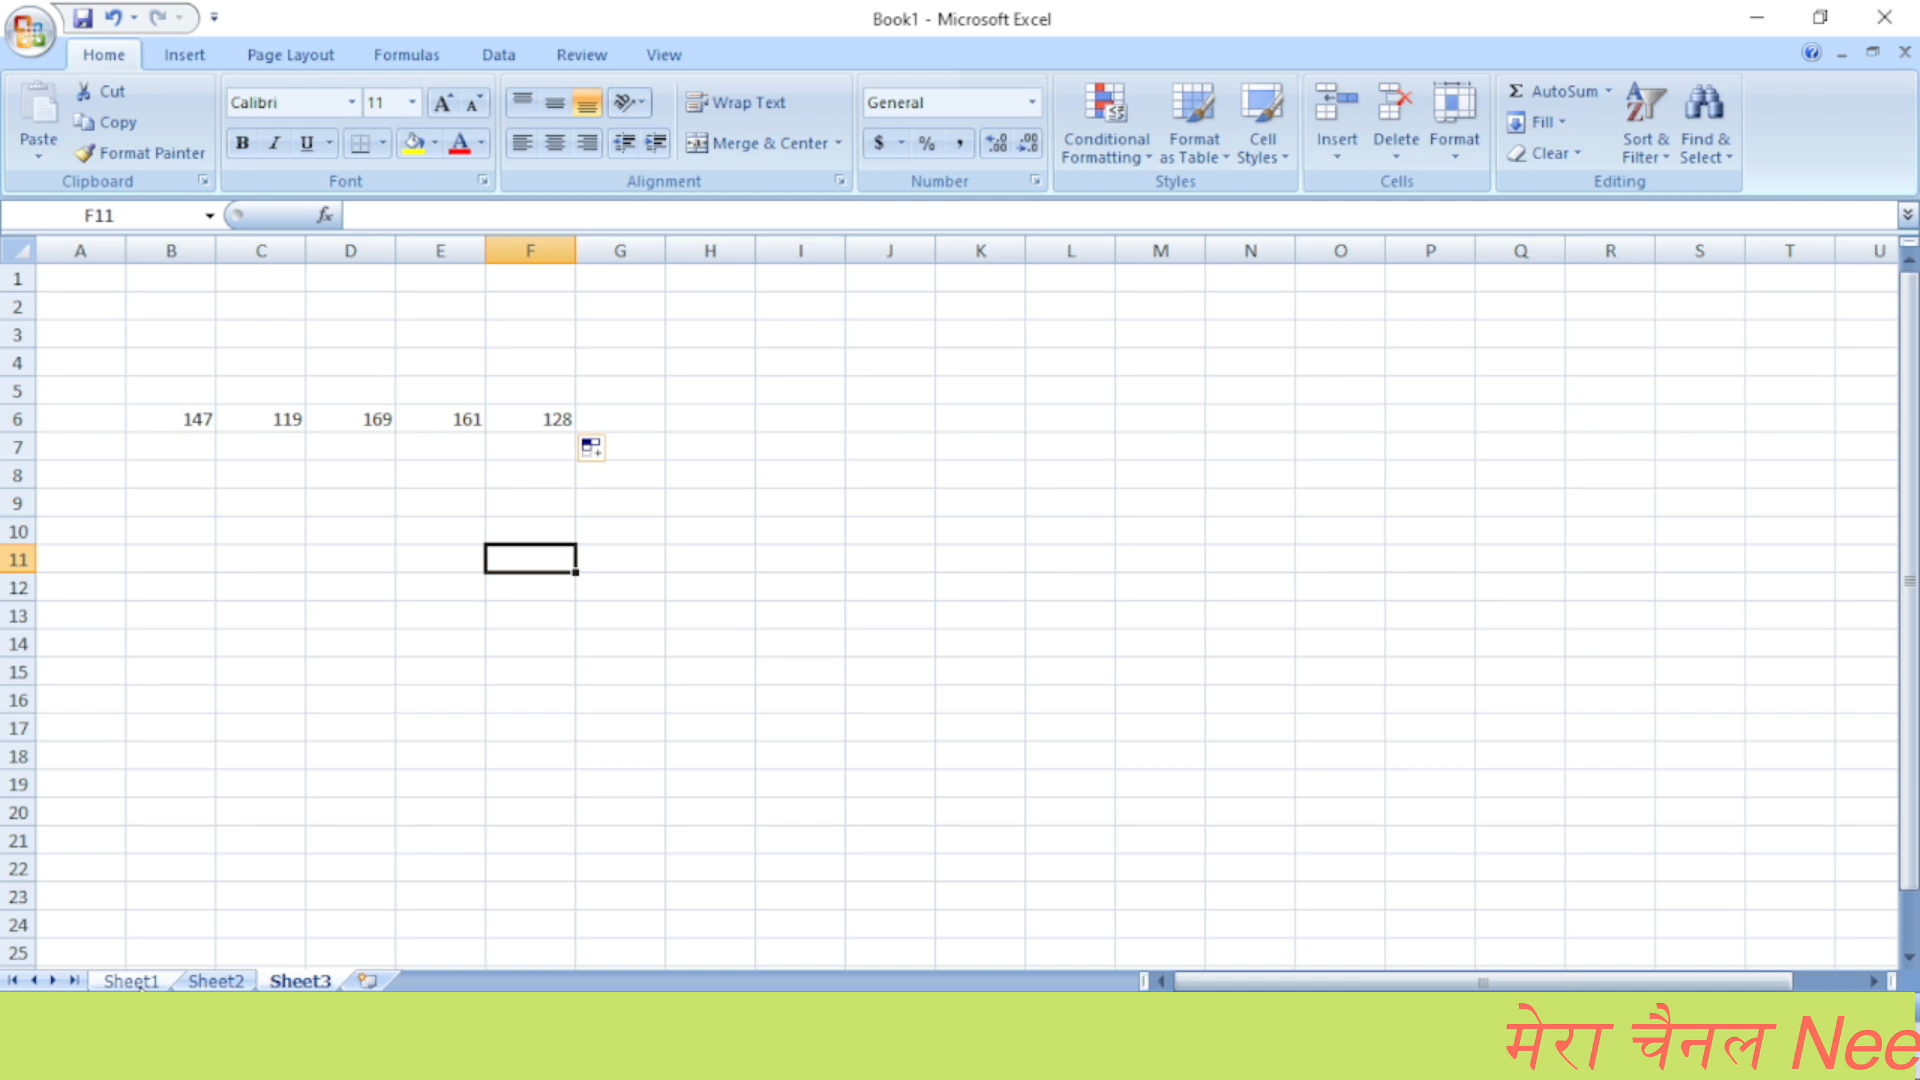 Book1 - Microsoft Excel
Home Insert Page Layout Formulas Data Review View
Paste
Cut
Copy
Format Painter
Clipboard
Calibri 11
B I U
Font
Wrap Text
Merge & Center
Alignment
General
$ % ,
Number
Conditional Formatting
Format as Table
Cell Styles
Styles
Insert
Delete
Format
Cells
Σ AutoSum
Fill
Clear
Sort & Filter
Find & Select
Editing
F11 fx
A B C D E F G H I J K L M N O P Q R S T U
1
2
3
4
5
6 147 119 169 161 128
7
8
9
10
11
12
13
14
15
16
17
18
19
20
21
22
23
24
25
Sheet1 Sheet2 Sheet3
मेरा चैनल Nee